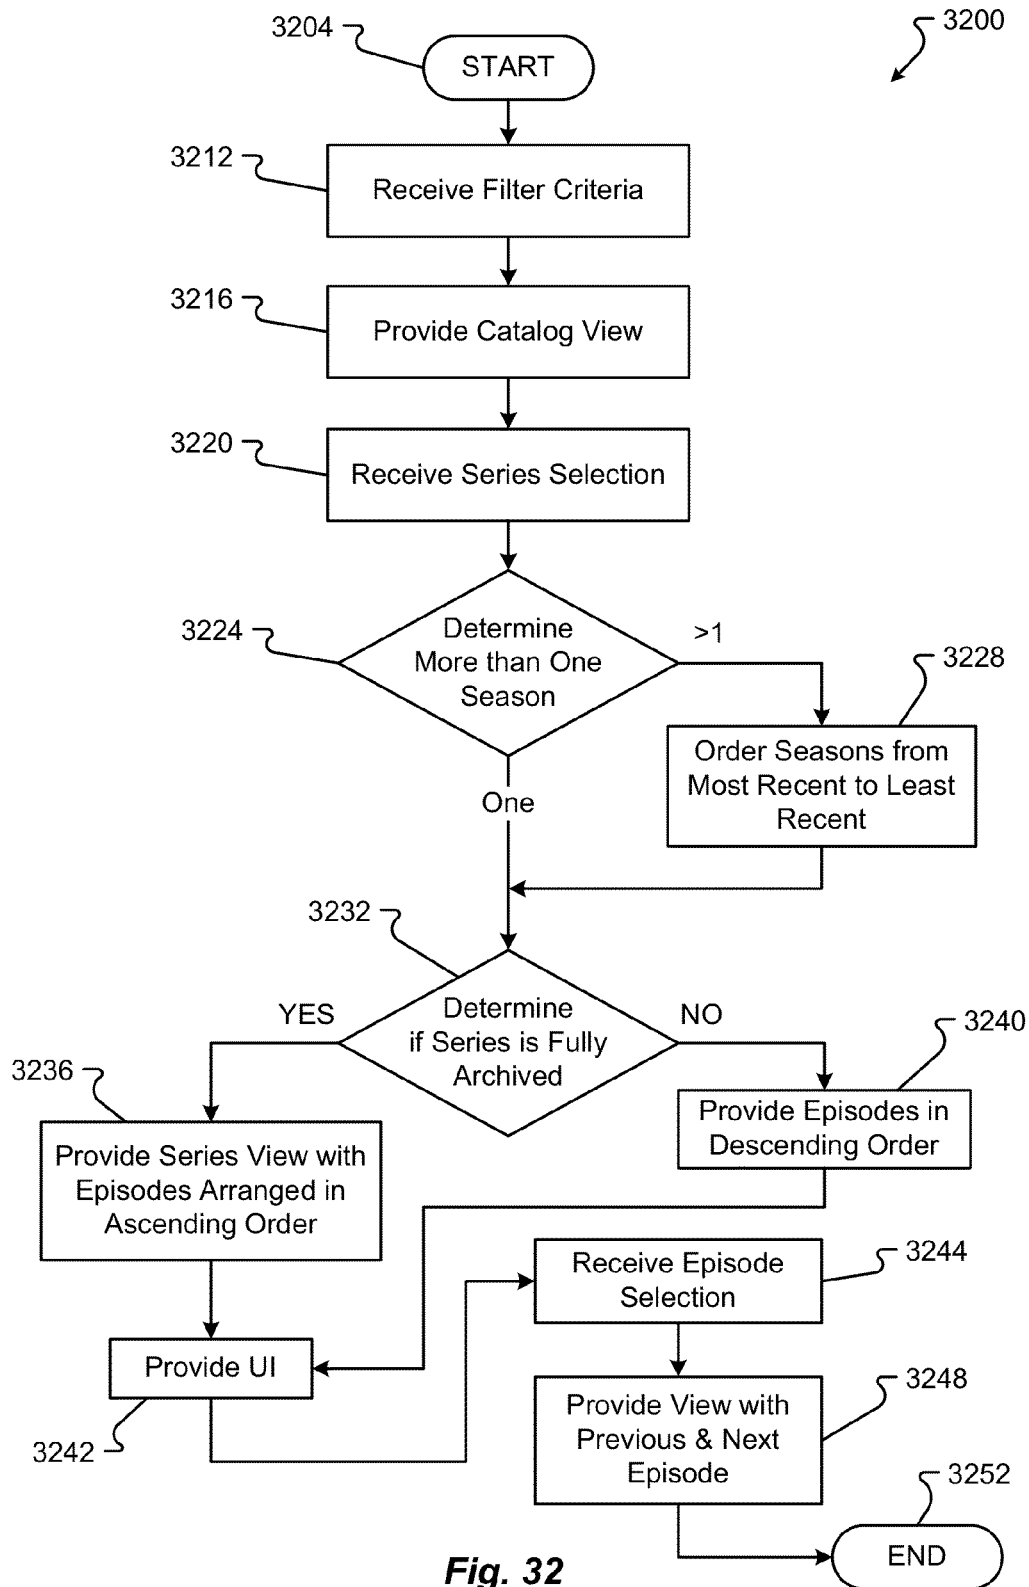 3200
3204
START
3212
Receive Filter Criteria
3216
Provide Catalog View
3220
Receive Series Selection
3224
Determine
More than One
Season
>1
3228
Order Seasons from
Most Recent to Least
Recent
One
3232
Determine
if Series is Fully
Archived
YES
NO
3236
Provide Series View with
Episodes Arranged in
Ascending Order
3240
Provide Episodes in
Descending Order
Provide UI
3242
3244
Receive Episode
Selection
3248
Provide View with
Previous & Next
Episode
3252
END
Fig. 32